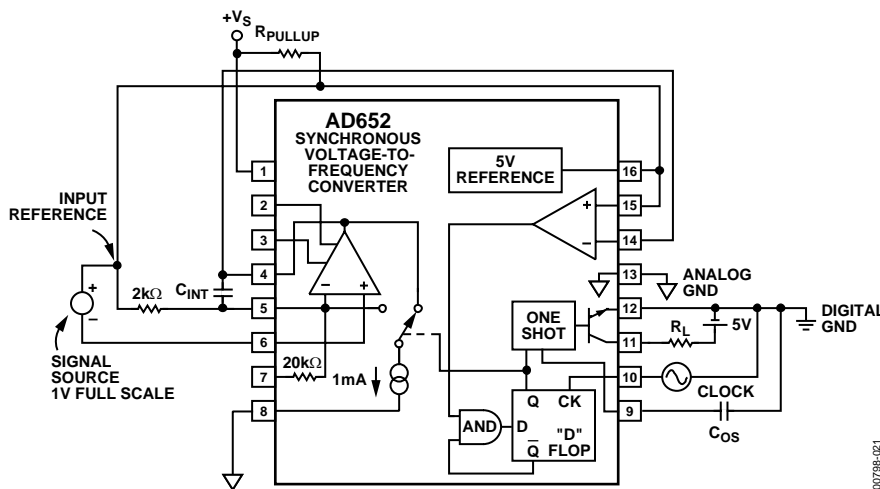 +VS
RPULLUP
AD652
SYNCHRONOUS
VOLTAGE-TO-
FREQUENCY
CONVERTER
5V
REFERENCE
INPUT
REFERENCE
1
2
3
4
5
6
7
8
16
15
14
13
12
11
10
9
+
–
–
+
ANALOG
GND
DIGITAL
GND
2kΩ
CINT
+
–
SIGNAL
SOURCE
1V FULL SCALE
20kΩ
1mA
ONE
SHOT
RL
5V
CLOCK
COS
AND
D
Q
CK
"D"
FLOP
Q̅
00798-021